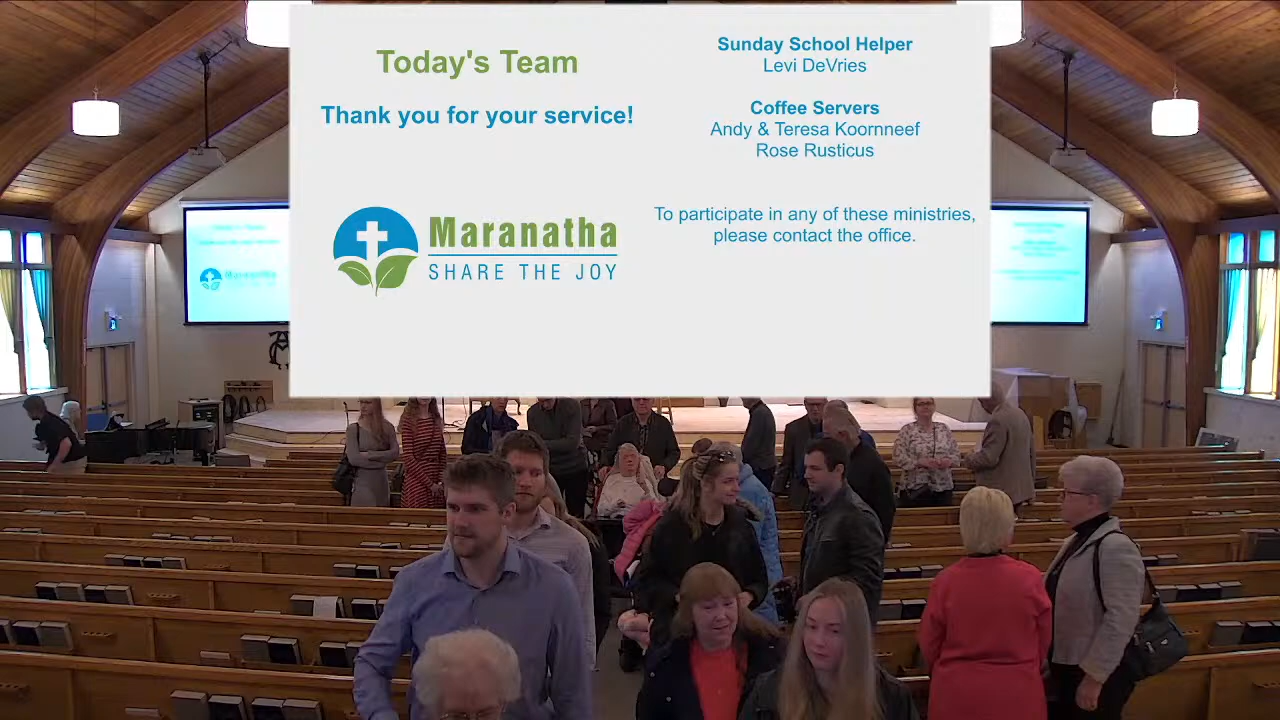 Today's Team
Thank you for your service!
Maranatha
SHARE THE JOY
Sunday School Helper
Levi DeVries
Coffee Servers
Andy & Teresa Koornneef
Rose Rusticus
To participate in any of these ministries,
please contact the office.